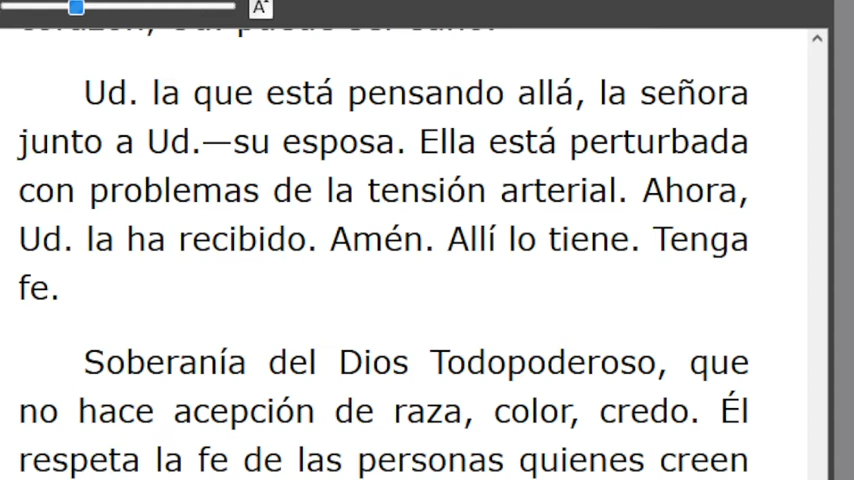 A
Ud. la que está pensando allá, la señora
junto a Ud.—su esposa. Ella está perturbada
con problemas de la tensión arterial. Ahora,
Ud. la ha recibido. Amén. Allí lo tiene. Tenga
fe.
Soberanía del Dios Todopoderoso, que
no hace acepción de raza, color, credo. Él
respeta la fe de las personas quienes creen